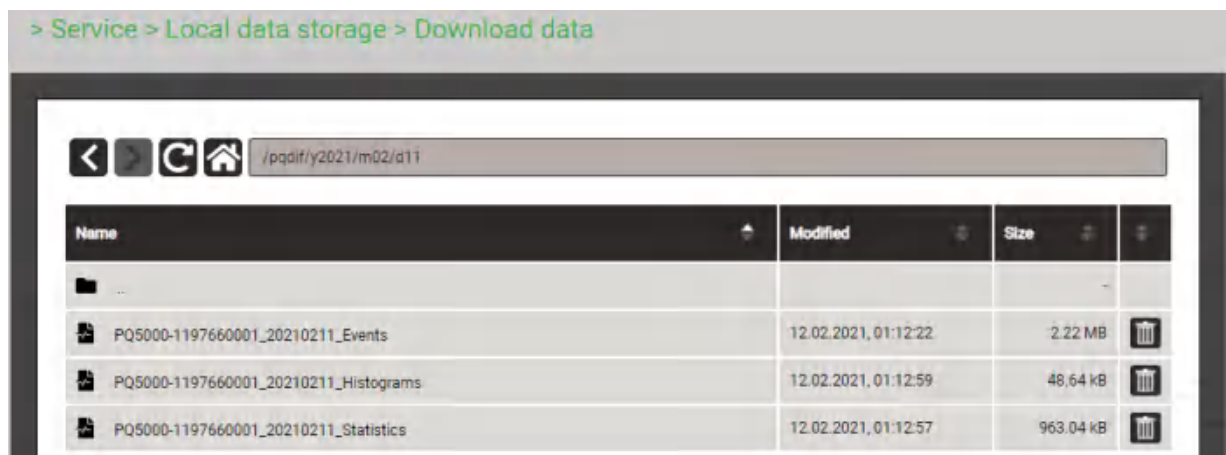 > Service > Local data storage > Download data
/pqdif/y2021/m02/d11
Name Modified Size
.. -
PQ5000-1197660001_20210211_Events 12.02.2021, 01:12:22 2.22 MB
PQ5000-1197660001_20210211_Histograms 12.02.2021, 01:12:59 48.64 kB
PQ5000-1197660001_20210211_Statistics 12.02.2021, 01:12:57 963.04 kB